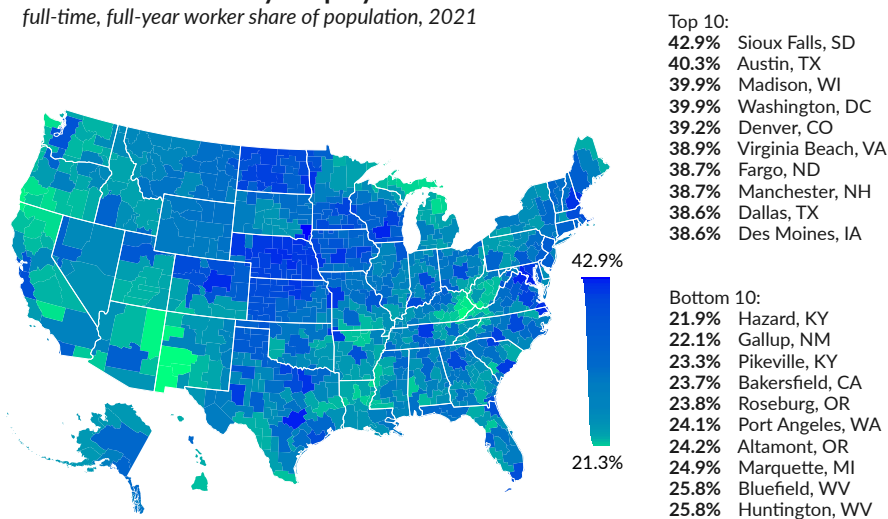 full-time, full-year worker share of population, 2021
Top 10:
42.9% Sioux Falls, SD
40.3% Austin, TX
39.9% Madison, WI
39.9% Washington, DC
39.2% Denver, CO
38.9% Virginia Beach, VA
38.7% Fargo, ND
38.7% Manchester, NH
38.6% Dallas, TX
38.6% Des Moines, IA
42.9%
21.3%
Bottom 10:
21.9% Hazard, KY
22.1% Gallup, NM
23.3% Pikeville, KY
23.7% Bakersfield, CA
23.8% Roseburg, OR
24.1% Port Angeles, WA
24.2% Altamont, OR
24.9% Marquette, MI
25.8% Bluefield, WV
25.8% Huntington, WV